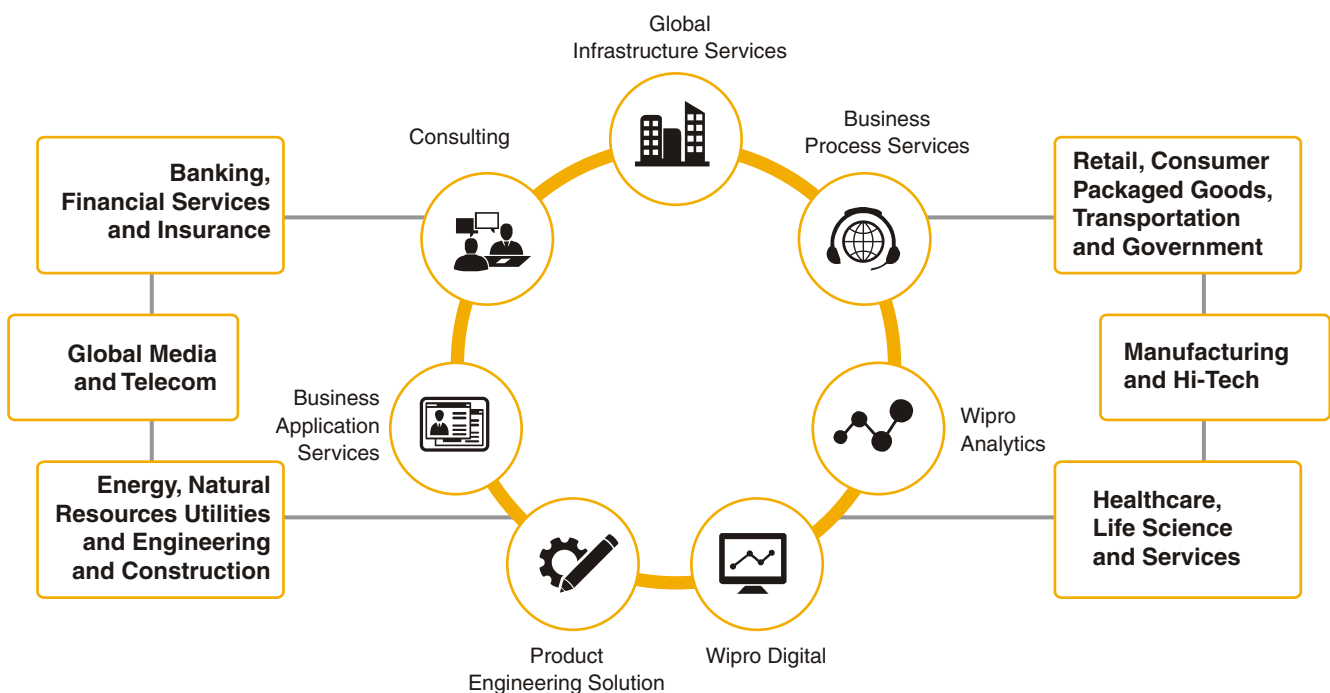 Global
Infrastructure Services
Consulting
Business
Process Services
Banking,
Financial Services
and Insurance
Retail, Consumer
Packaged Goods,
Transportation
and Government
Global Media
and Telecom
Manufacturing
and Hi-Tech
Business
Application
Services
Wipro
Analytics
Energy, Natural
Resources Utilities
and Engineering
and Construction
Healthcare,
Life Science
and Services
Product
Engineering Solution
Wipro Digital